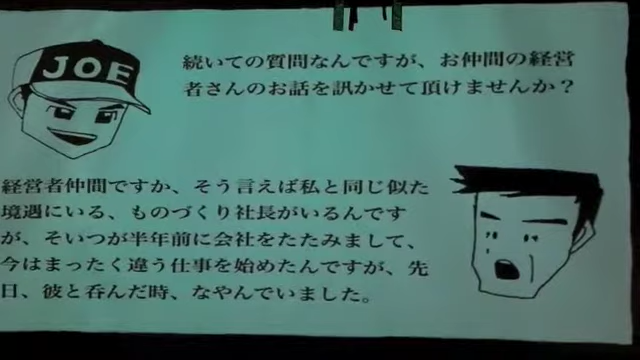 JOE
続いての質問なんですが、お仲間の経営
者さんのお話を訊かせて頂けませんか？
経営者仲間ですか、そう言えば私と同じ似た
境遇にいる、ものづくり社長がいるんです
が、そいつが半年前に会社をたたみまして、
今はまったく違う仕事を始めたんですが、先
日、彼と呑んだ時、なやんでいました。